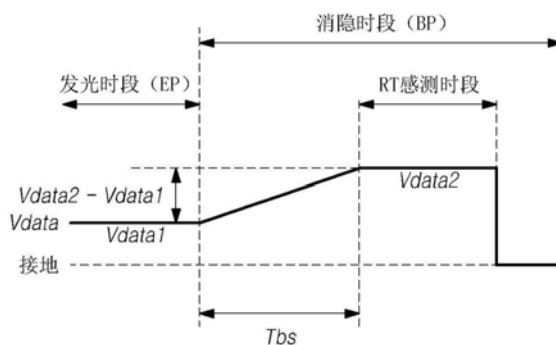 消隐时段（BP）
发光时段（EP）
RT感测时段
Vdata2 - Vdata1
Vdata2
Vdata
Vdata1
接地
Tbs